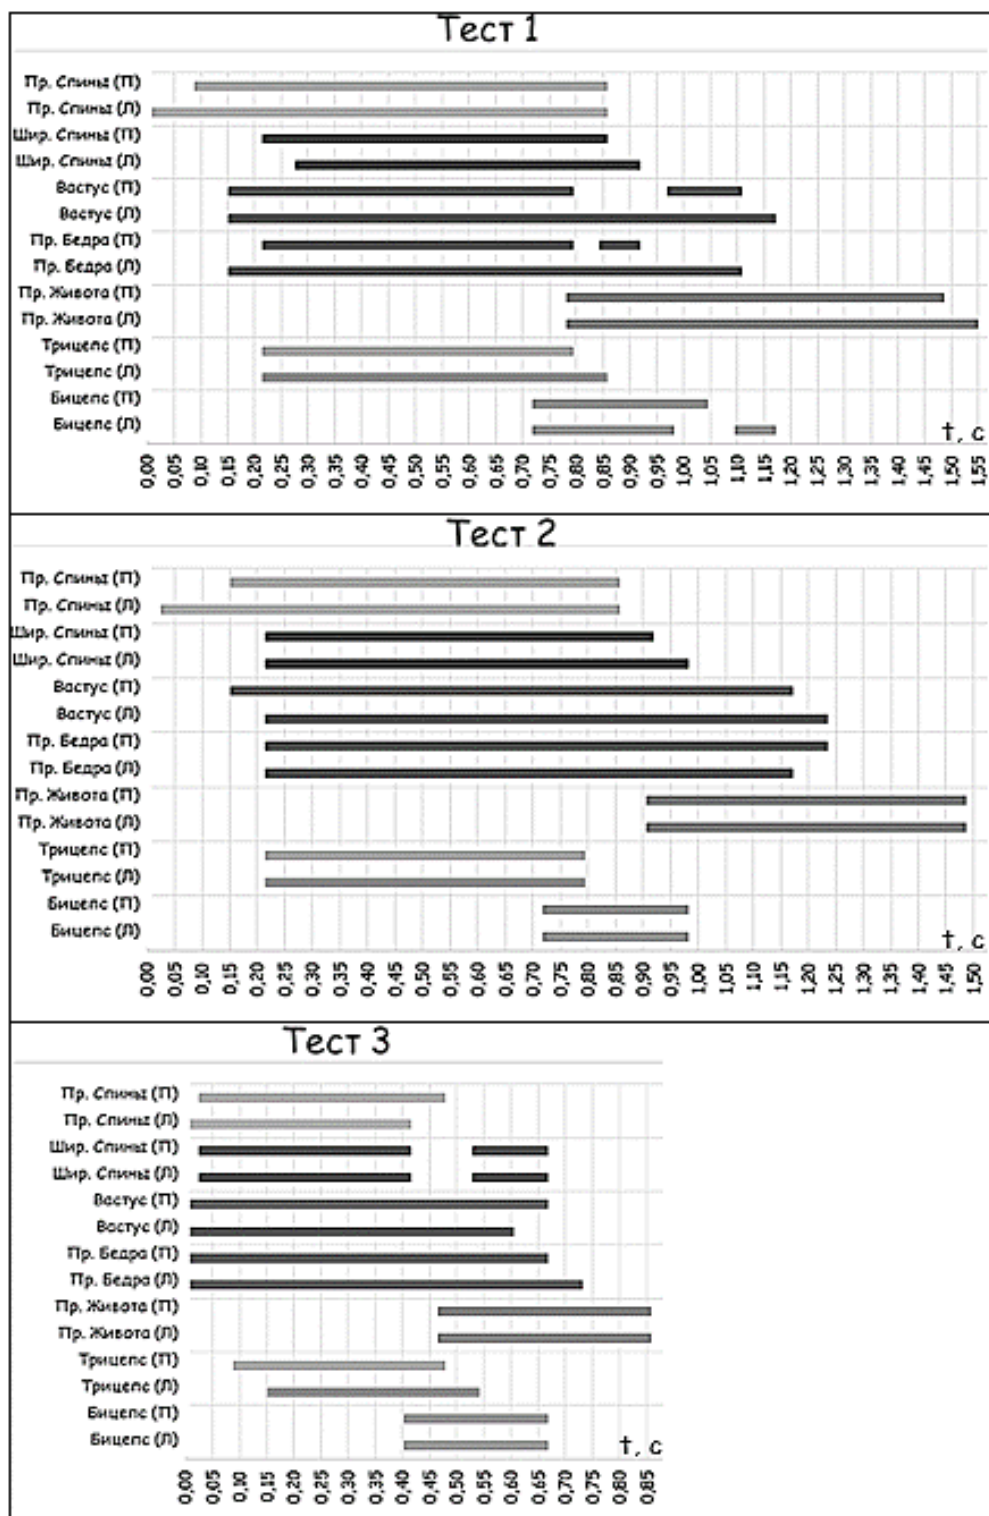 Тест 1
Пр. Спины (П)
Пр. Спины (Л)
Шир. Спины (П)
Шир. Спины (Л)
Вастус (П)
Вастус (Л)
Пр. Бедра (П)
Пр. Бедра (Л)
Пр. Живота (П)
Пр. Живота (Л)
Трицепс (П)
Трицепс (Л)
Бицепс (П)
Бицепс (Л)
t, с
0,00 0,05 0,10 0,15 0,20 0,25 0,30 0,35 0,40 0,45 0,50 0,55 0,60 0,65 0,70 0,75 0,80 0,85 0,90 0,95 1,00 1,05 1,10 1,15 1,20 1,25 1,30 1,35 1,40 1,45 1,50 1,55
Тест 2
Пр. Спины (П)
Пр. Спины (Л)
Шир. Спины (П)
Шир. Спины (Л)
Вастус (П)
Вастус (Л)
Пр. Бедра (П)
Пр. Бедра (Л)
Пр. Живота (П)
Пр. Живота (Л)
Трицепс (П)
Трицепс (Л)
Бицепс (П)
Бицепс (Л)
t, с
0,00 0,05 0,10 0,15 0,20 0,25 0,30 0,35 0,40 0,45 0,50 0,55 0,60 0,65 0,70 0,75 0,80 0,85 0,90 0,95 1,00 1,05 1,10 1,15 1,20 1,25 1,30 1,35 1,40 1,45 1,50
Тест 3
Пр. Спины (П)
Пр. Спины (Л)
Шир. Спины (П)
Шир. Спины (Л)
Вастус (П)
Вастус (Л)
Пр. Бедра (П)
Пр. Бедра (Л)
Пр. Живота (П)
Пр. Живота (Л)
Трицепс (П)
Трицепс (Л)
Бицепс (П)
Бицепс (Л)
t, с
0,00 0,05 0,10 0,15 0,20 0,25 0,30 0,35 0,40 0,45 0,50 0,55 0,60 0,65 0,70 0,75 0,80 0,85